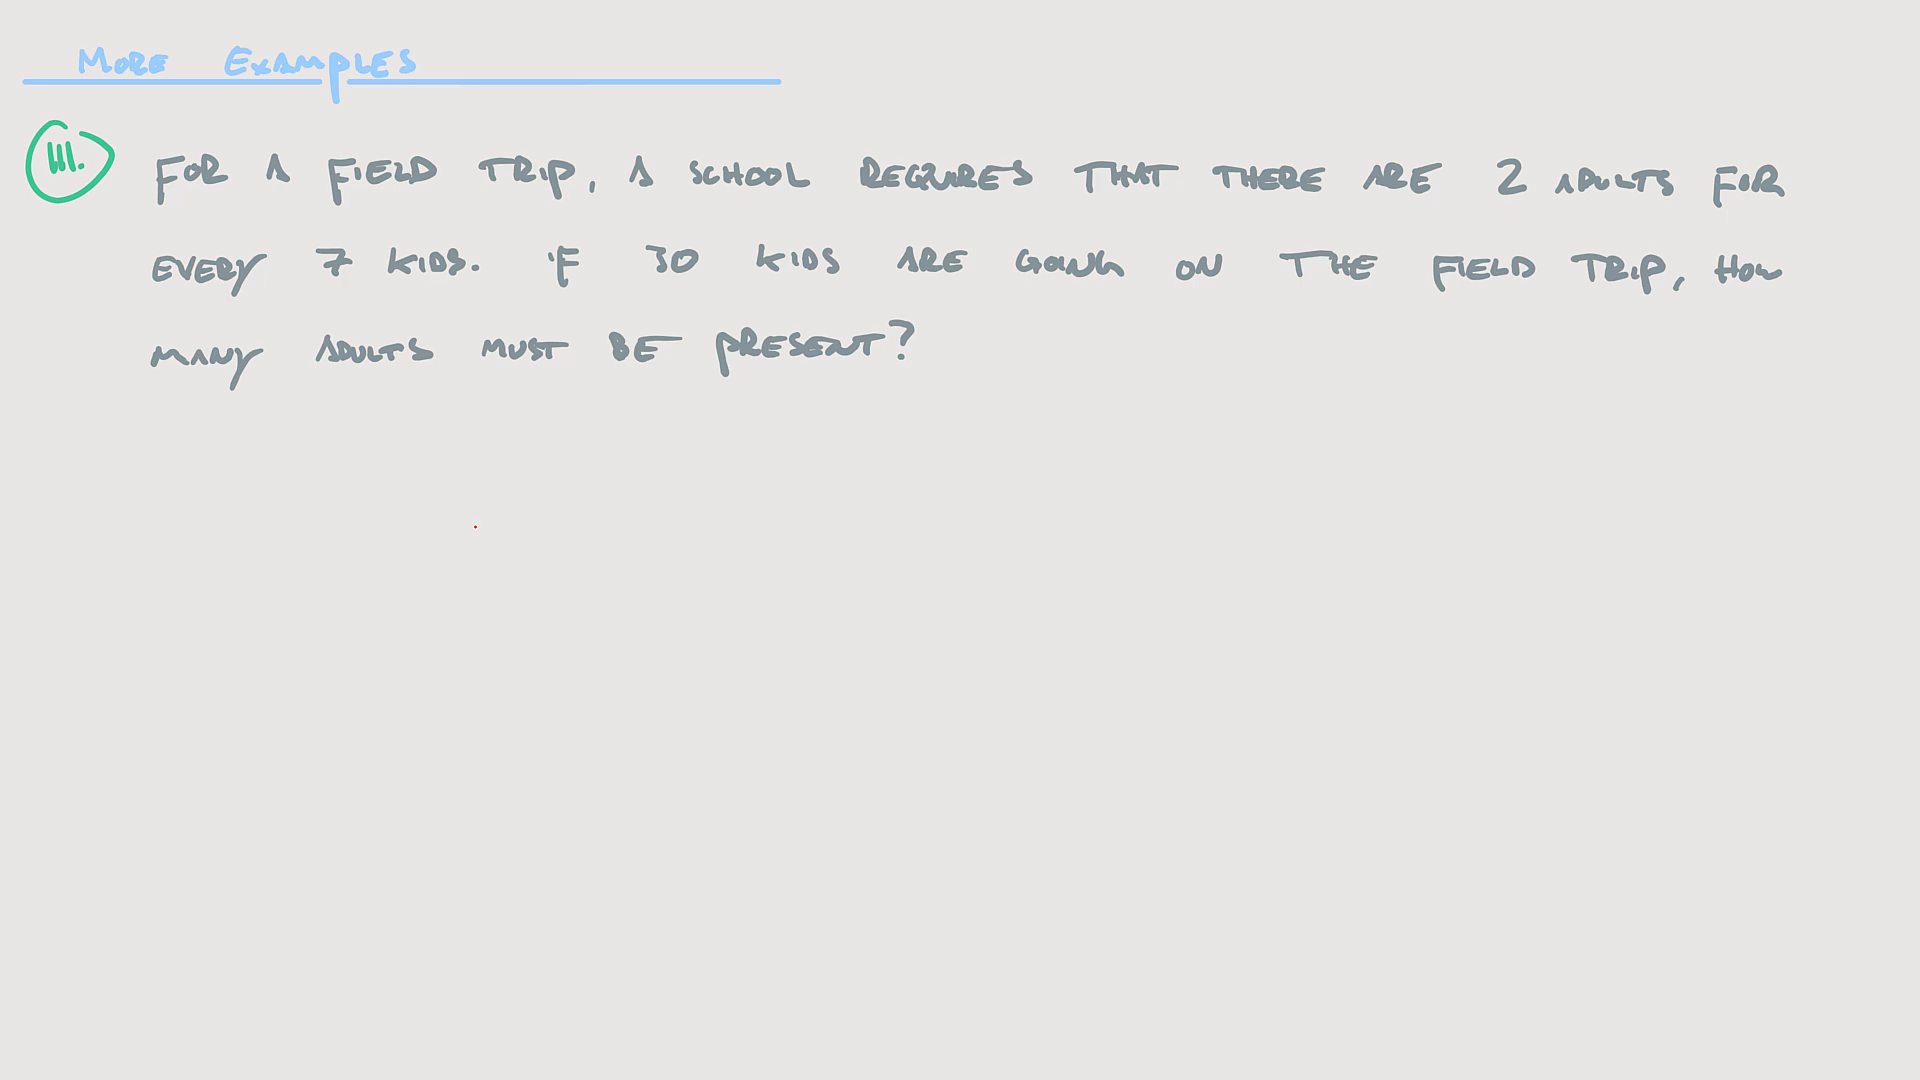 MORE EXAMPLES
III. FOR A FIELD TRIP, A SCHOOL REQUIRES THAT THERE ARE 2 ADULTS FOR
EVERY 7 KIDS. IF 30 KIDS ARE GOING ON THE FIELD TRIP, HOW
MANY ADULTS MUST BE PRESENT?